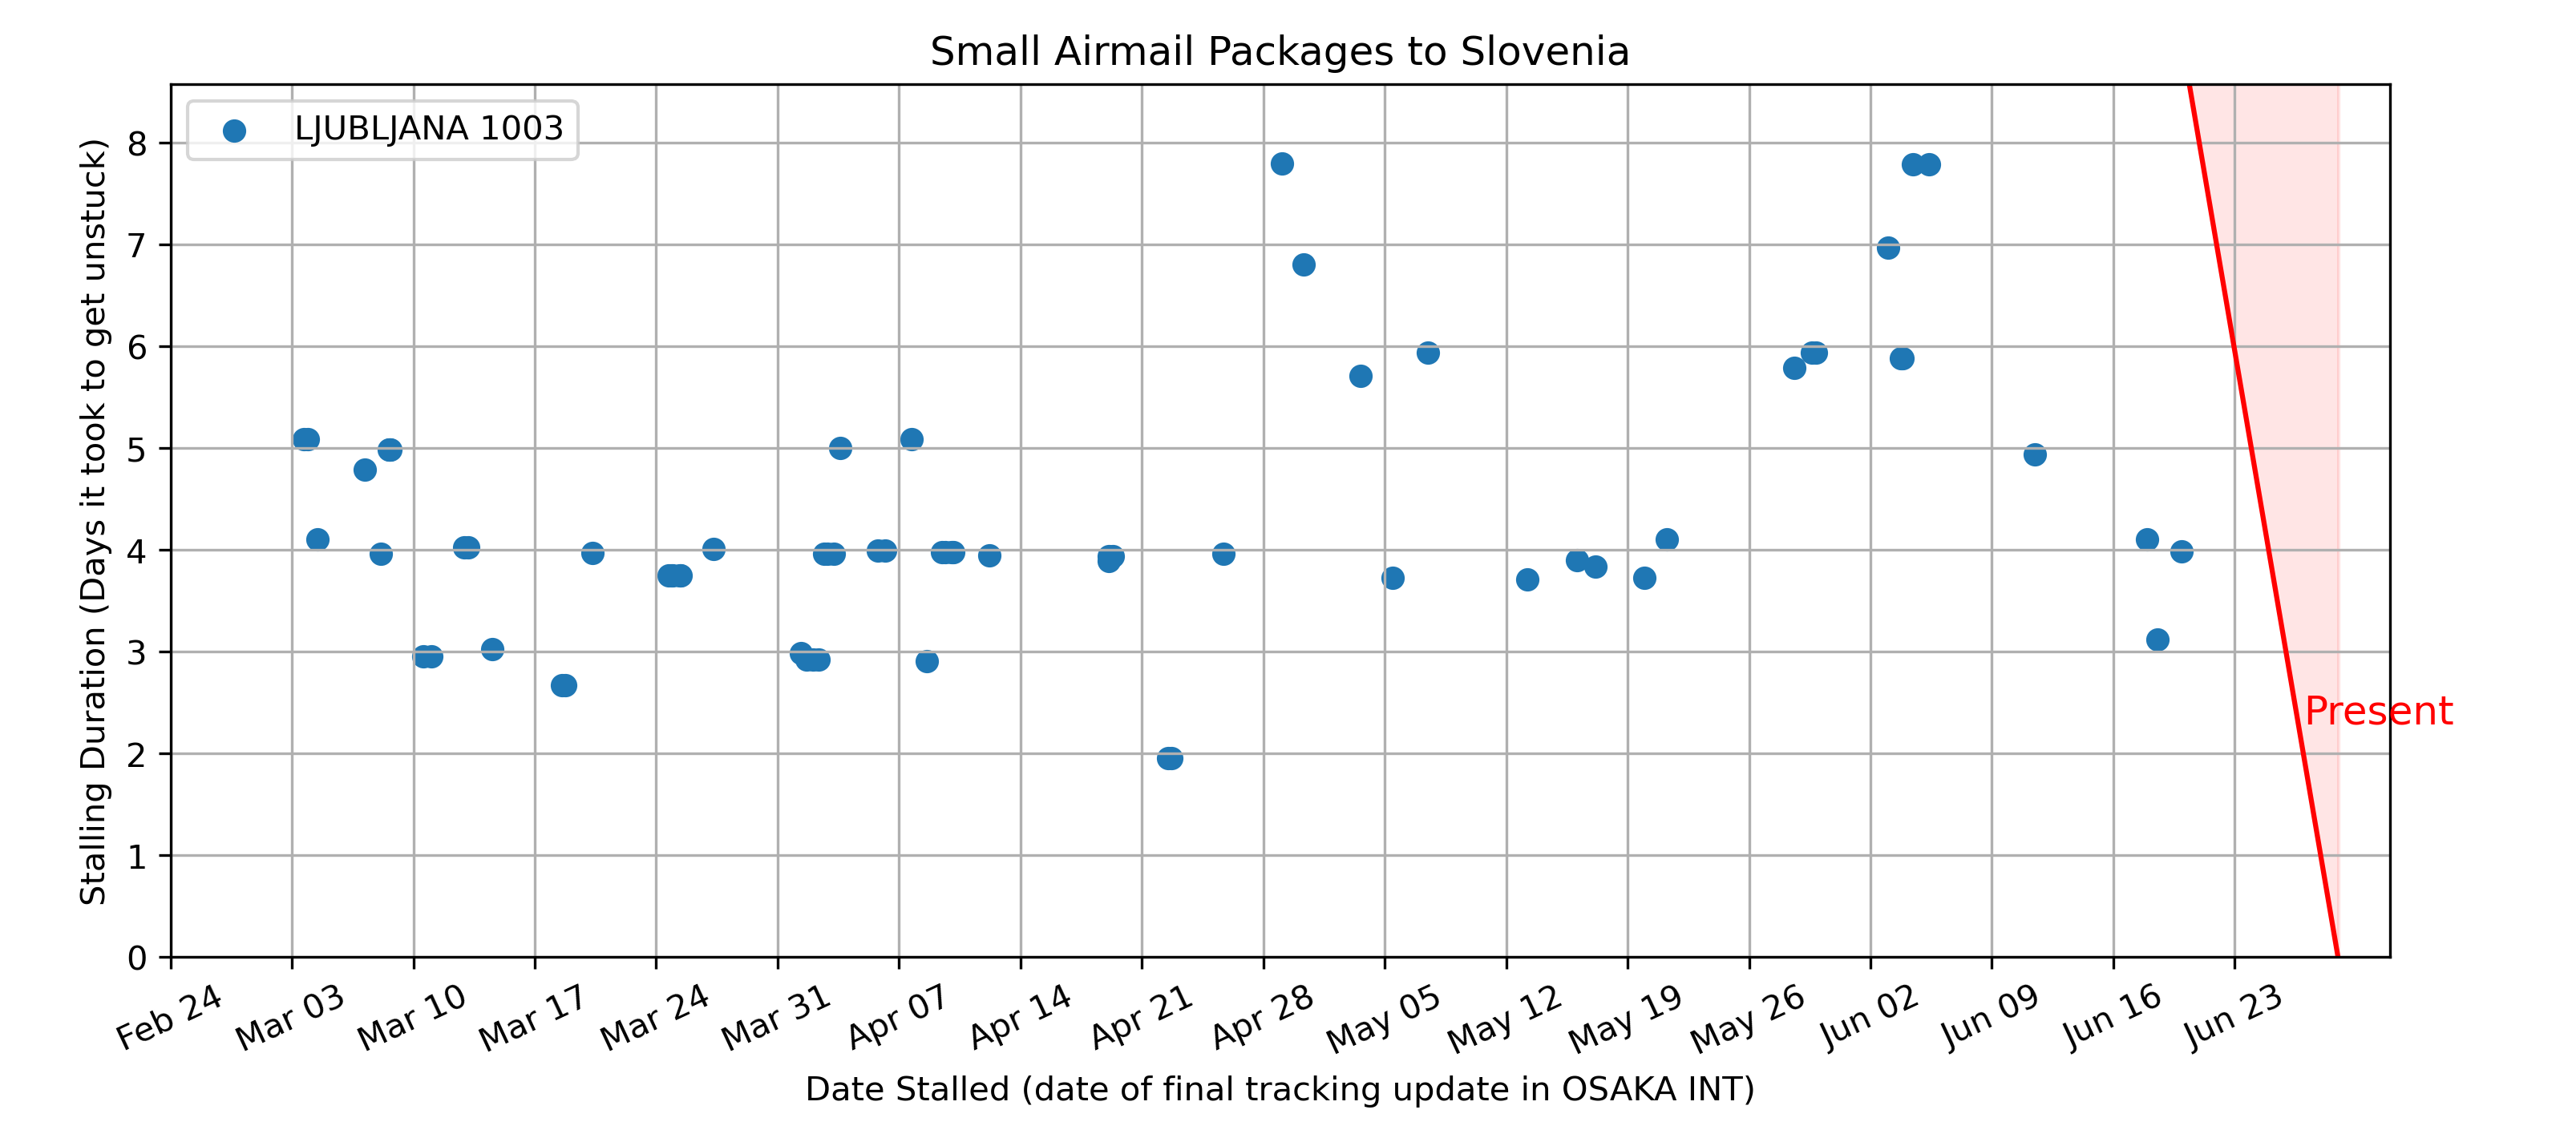 Small Airmail Packages to Slovenia
LJUBLJANA 1003
Stalling Duration (Days it took to get unstuck)
8
7
6
5
4
3
2
1
0
Present
Feb 24 Mar 03 Mar 10 Mar 17 Mar 24 Mar 31 Apr 07 Apr 14 Apr 21 Apr 28 May 05 May 12 May 19 May 26 Jun 02 Jun 09 Jun 16 Jun 23
Date Stalled (date of final tracking update in OSAKA INT)